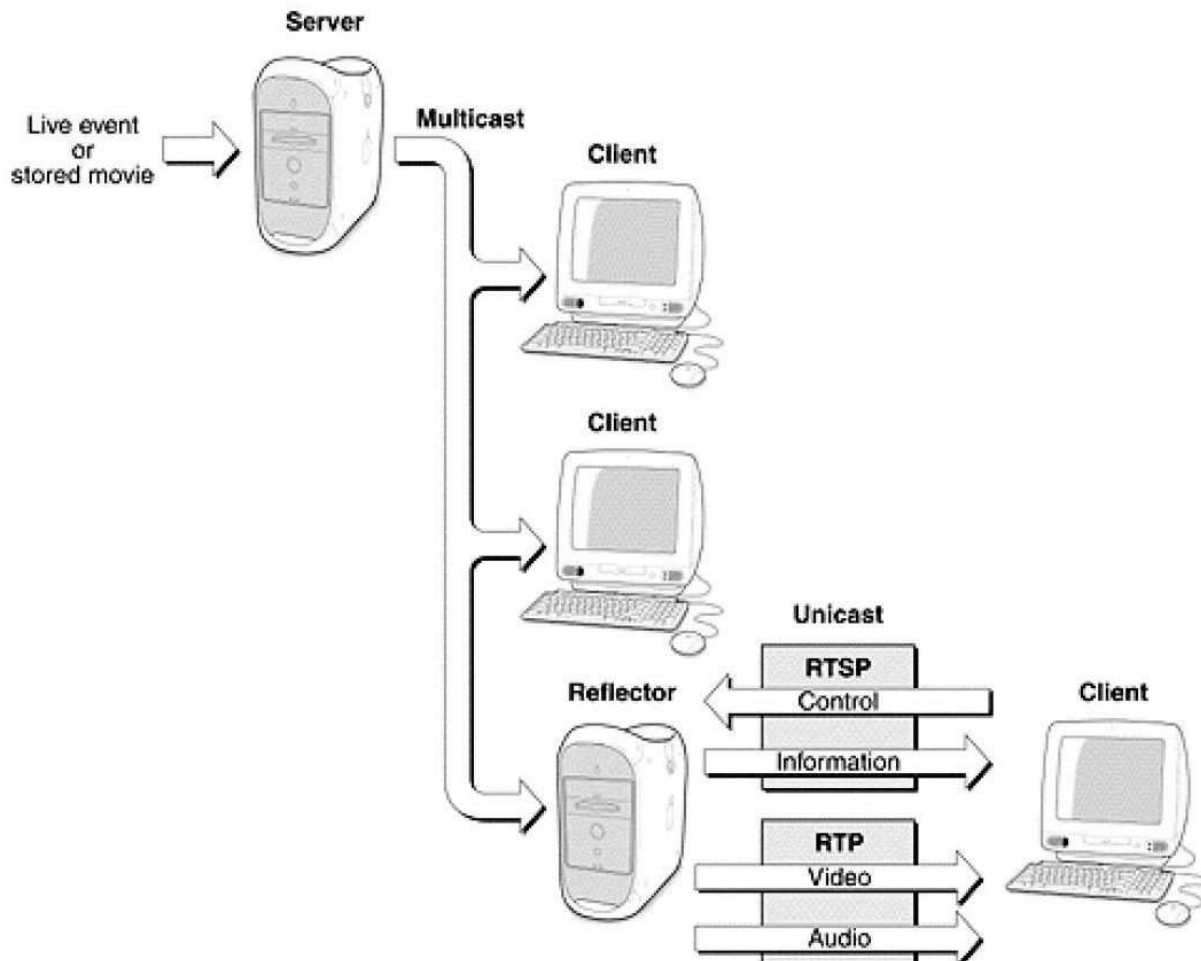 Server
Live event
or
stored movie
Multicast
Client
Client
Unicast
RTSP
Reflector
Control
Client
Information
RTP
Video
Audio